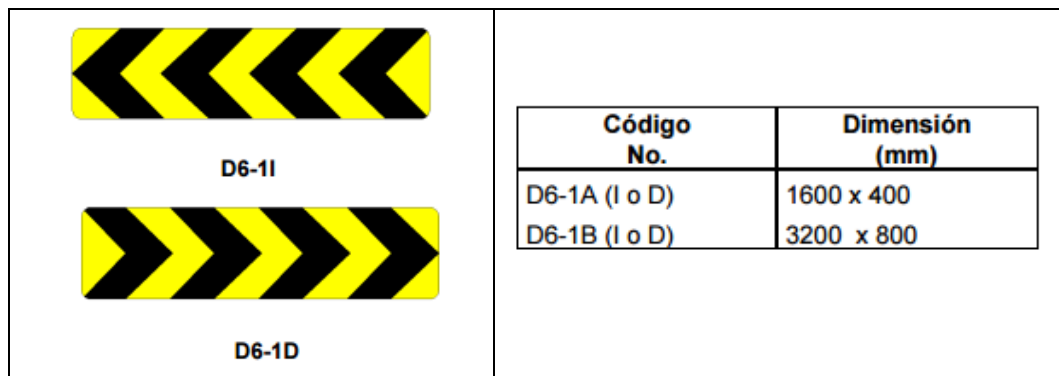 D6-1I
D6-1D
Código No. Dimensión (mm)
D6-1A (I o D) 1600 x 400
D6-1B (I o D) 3200 x 800